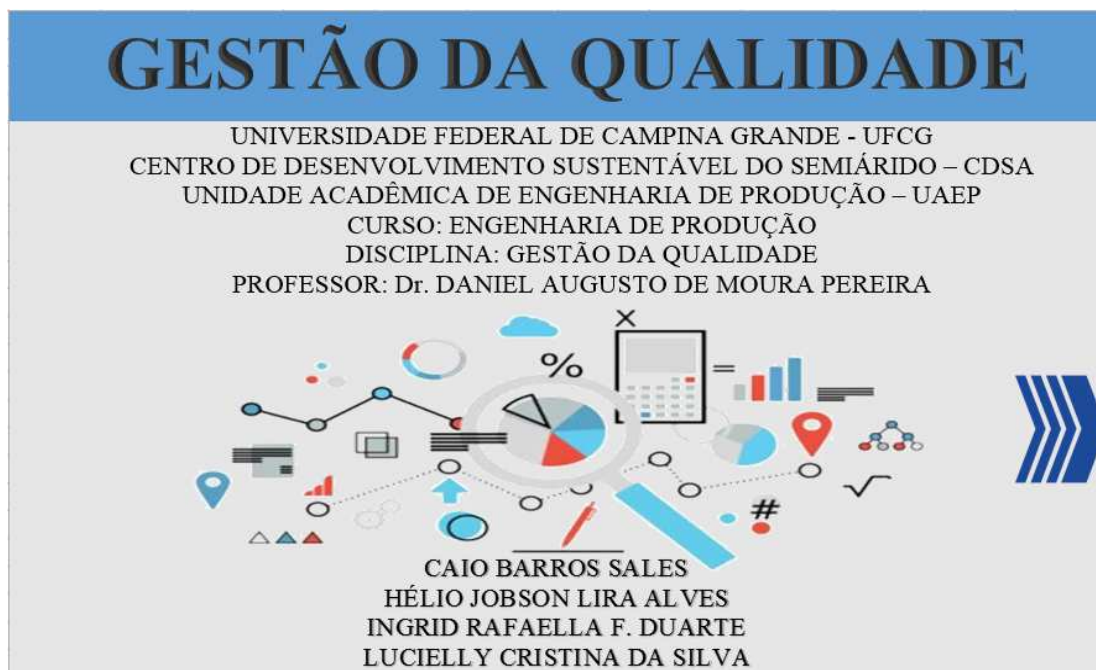 GESTÃO DA QUALIDADE
UNIVERSIDADE FEDERAL DE CAMPINA GRANDE - UFCG
CENTRO DE DESENVOLVIMENTO SUSTENTÁVEL DO SEMIÁRIDO – CDSA
UNIDADE ACADÊMICA DE ENGENHARIA DE PRODUÇÃO – UAEP
CURSO: ENGENHARIA DE PRODUÇÃO
DISCIPLINA: GESTÃO DA QUALIDADE
PROFESSOR: Dr. DANIEL AUGUSTO DE MOURA PEREIRA
X
%
=
√
#
CAIO BARROS SALES
HÉLIO JOBSON LIRA ALVES
INGRID RAFAELLA F. DUARTE
LUCIELLY CRISTINA DA SILVA